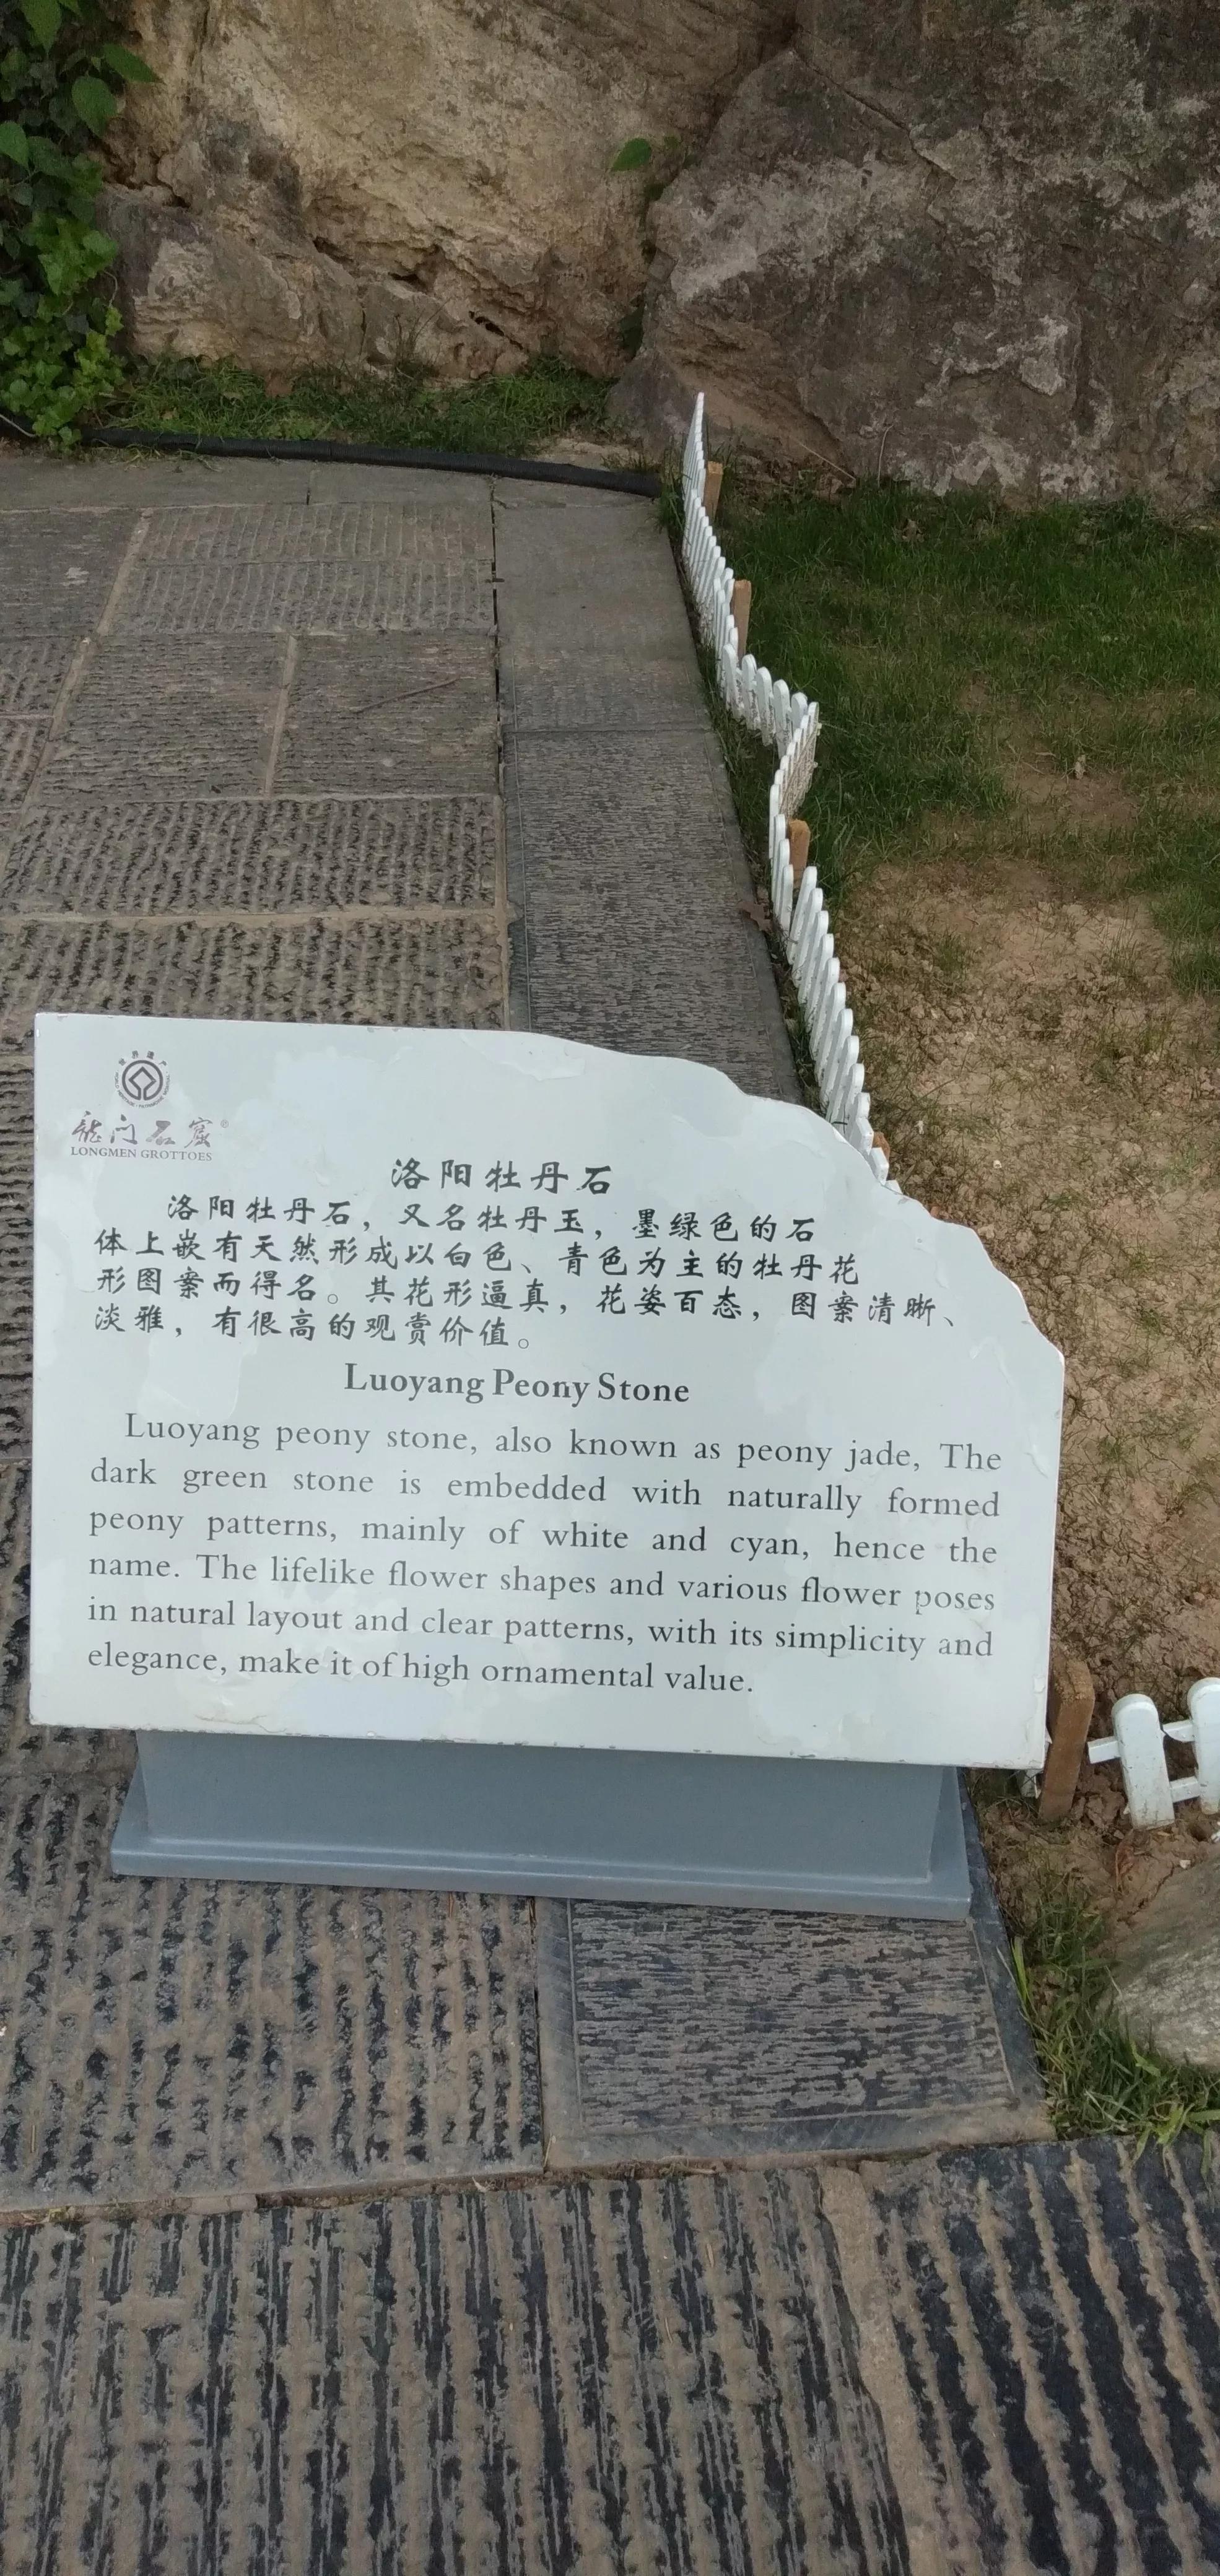 世界遗产
龙门石窟®
LONGMEN GROTTOES
洛阳牡丹石
洛阳牡丹石，又名牡丹玉，墨绿色的石
体上嵌有天然形成以白色、青色为主的牡丹花
形图案而得名。其花形逼真，花姿百态，图案清晰、
淡雅，有很高的观赏价值。
Luoyang Peony Stone
Luoyang peony stone, also known as peony jade, The
dark green stone is embedded with naturally formed
peony patterns, mainly of white and cyan, hence the
name. The lifelike flower shapes and various flower poses
in natural layout and clear patterns, with its simplicity and
elegance, make it of high ornamental value.